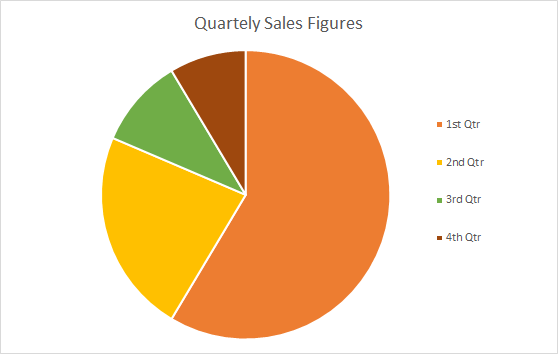 Quartely Sales Figures
1st Qtr
2nd Qtr
3rd Qtr
4th Qtr